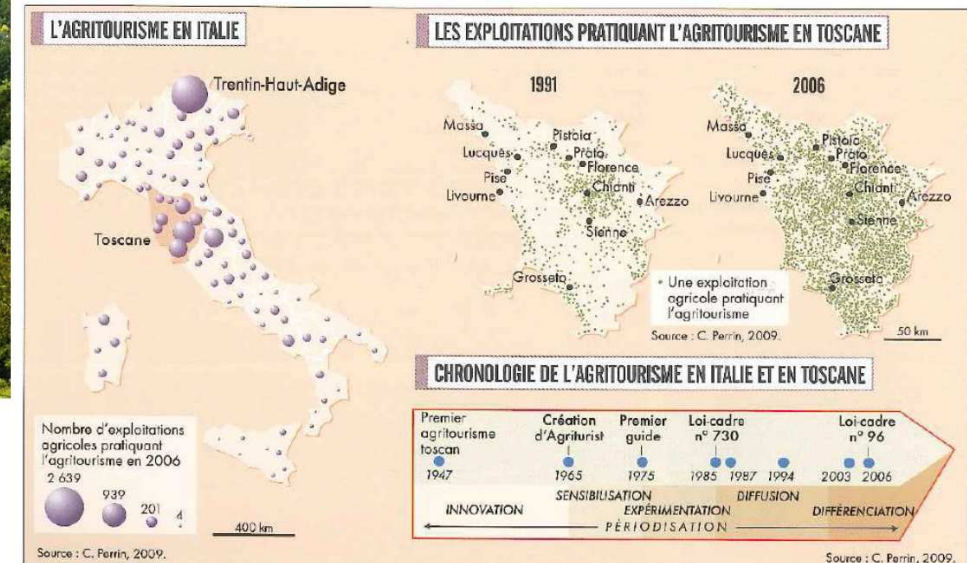 L'AGRITOURISME EN ITALIE
Trentin-Haut-Adige
Toscane
Nombre d'exploitations
agricoles pratiquant
l'agritourisme en 2006
2 639
939
201
4
400 km
Source : C. Perrin, 2009.
LES EXPLOITATIONS PRATIQUANT L'AGRITOURISME EN TOSCANE
1991
Massa
Pistoia
Lucques
Prato
Pise
Florence
Livourne
Chianti
Arezzo
Sienne
Grosseto
2006
Massa
Pistoia
Lucques
Prato
Florence
Pise
Chianti
Livourne
Arezzo
Sienne
Grosseto
Une exploitation
agricole pratiquant
l'agritourisme
Source : C. Perrin, 2009.
50 km
CHRONOLOGIE DE L'AGRITOURISME EN ITALIE ET EN TOSCANE
Premier
agritourisme
toscan
Création
d'Agriturist
Premier
guide
Loi-cadre
n° 730
Loi-cadre
n° 96
1947
1965
1975
1985
1987
1994
2003
2006
SENSIBILISATION
DIFFUSION
INNOVATION
EXPÉRIMENTATION
DIFFÉRENCIATION
PÉRIODISATION
Source : C. Perrin, 2009.